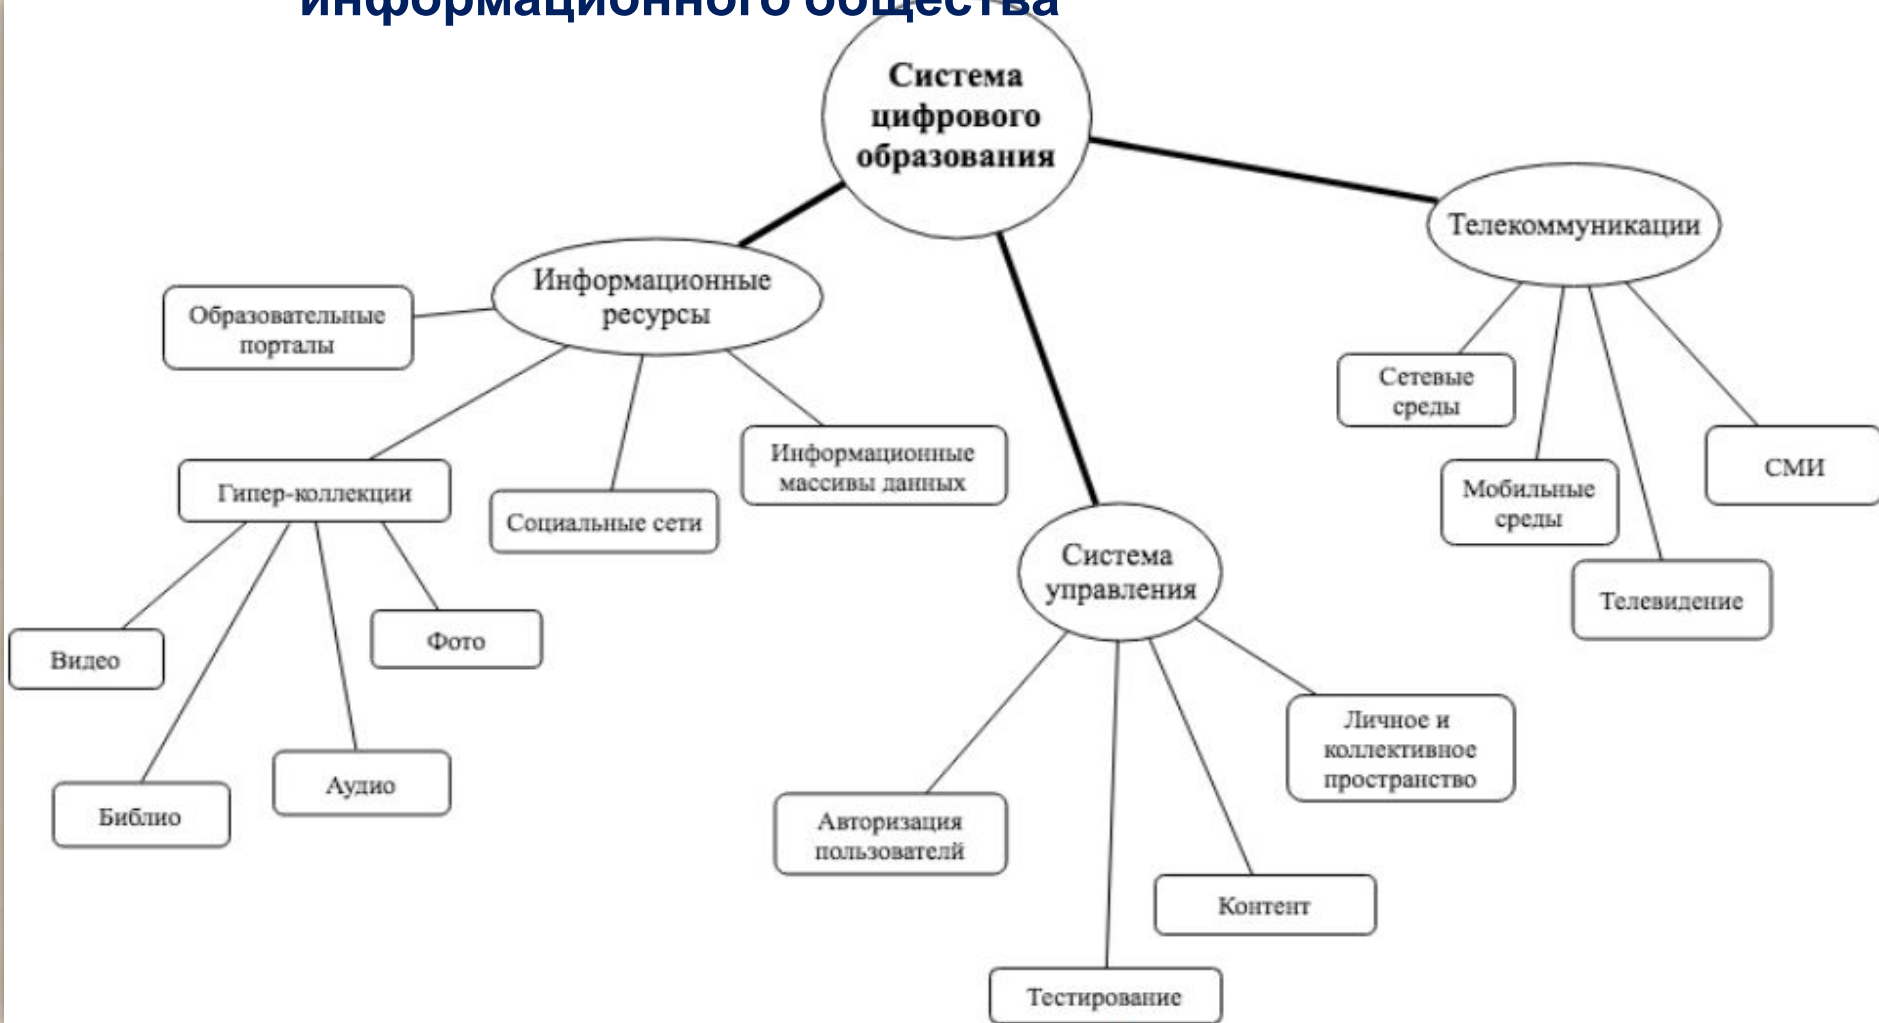 информационного общества
Система
цифрового
образования
Телекоммуникации
Информационные
ресурсы
Образовательные
порталы
Сетевые
среды
Информационные
массивы данных
СМИ
Гипер-коллекции
Социальные сети
Мобильные
среды
Система
управления
Телевидение
Фото
Видео
Личное и
коллективное
пространство
Аудио
Библио
Авторизация
пользователй
Контент
Тестирование